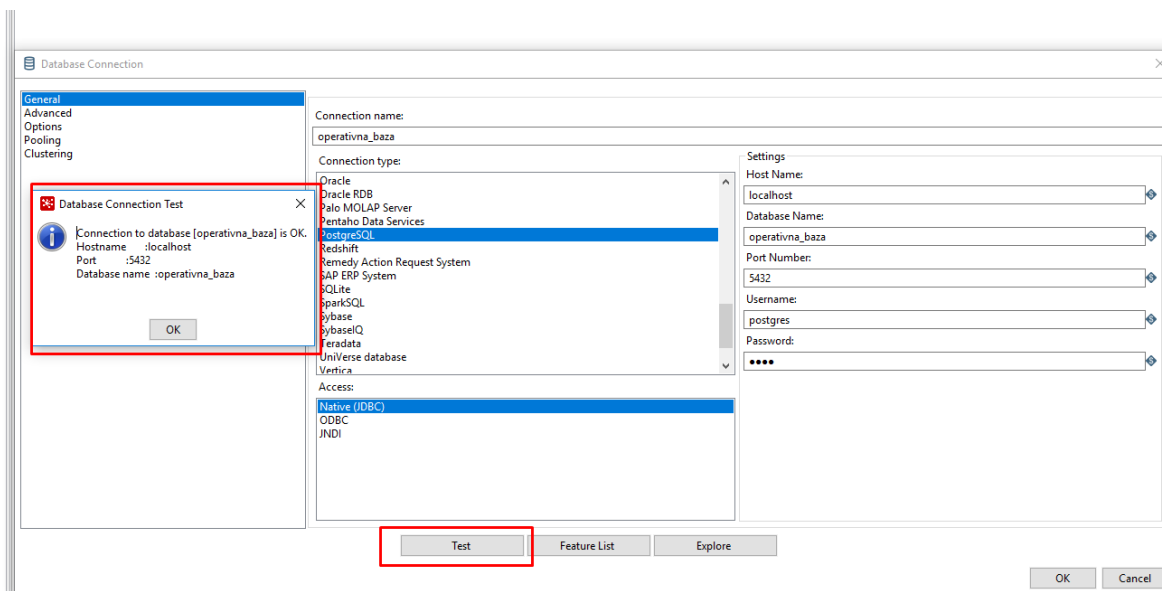 Database Connection
General
Advanced
Options
Pooling
Clustering
Connection name:
operativna_baza
Connection type:
Oracle
Oracle RDB
Palo MOLAP Server
Pentaho Data Services
PostgreSQL
Redshift
Remedy Action Request System
SAP ERP System
SQLite
SparkSQL
Sybase
SybaseIQ
Teradata
UniVerse database
Vertica
Access:
Native (JDBC)
ODBC
JNDI
Settings
Host Name:
localhost
Database Name:
operativna_baza
Port Number:
5432
Username:
postgres
Password:
••••
Database Connection Test
Connection to database [operativna_baza] is OK.
Hostname :localhost
Port :5432
Database name :operativna_baza
OK
Test
Feature List
Explore
OK
Cancel